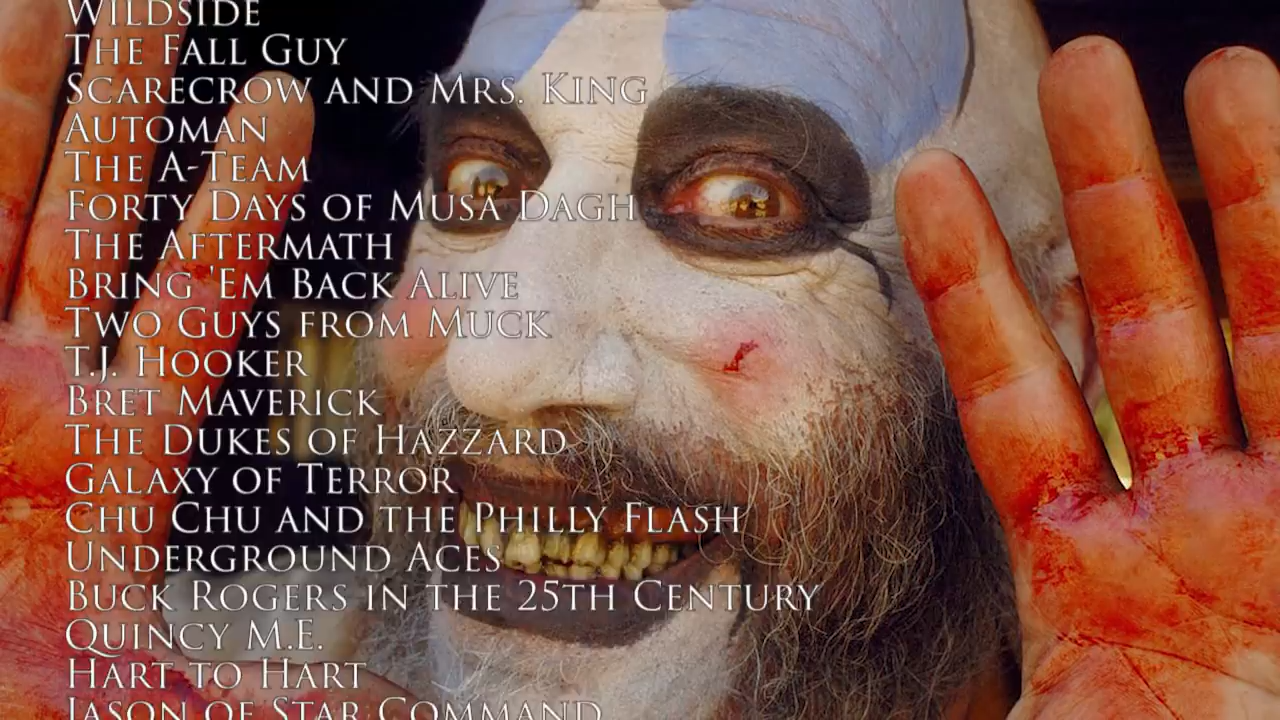 WILDSIDE
THE FALL GUY
SCARECROW AND MRS. KING
AUTOMAN
THE A-TEAM
FORTY DAYS OF MUSA DAGH
THE AFTERMATH
BRING 'EM BACK ALIVE
TWO GUYS FROM MUCK
T.J. HOOKER
BRET MAVERICK
THE DUKES OF HAZZARD
GALAXY OF TERROR
CHU CHU AND THE PHILLY FLASH
UNDERGROUND ACES
BUCK ROGERS IN THE 25TH CENTURY
QUINCY M.E.
HART TO HART
JASON OF STAR COMMAND